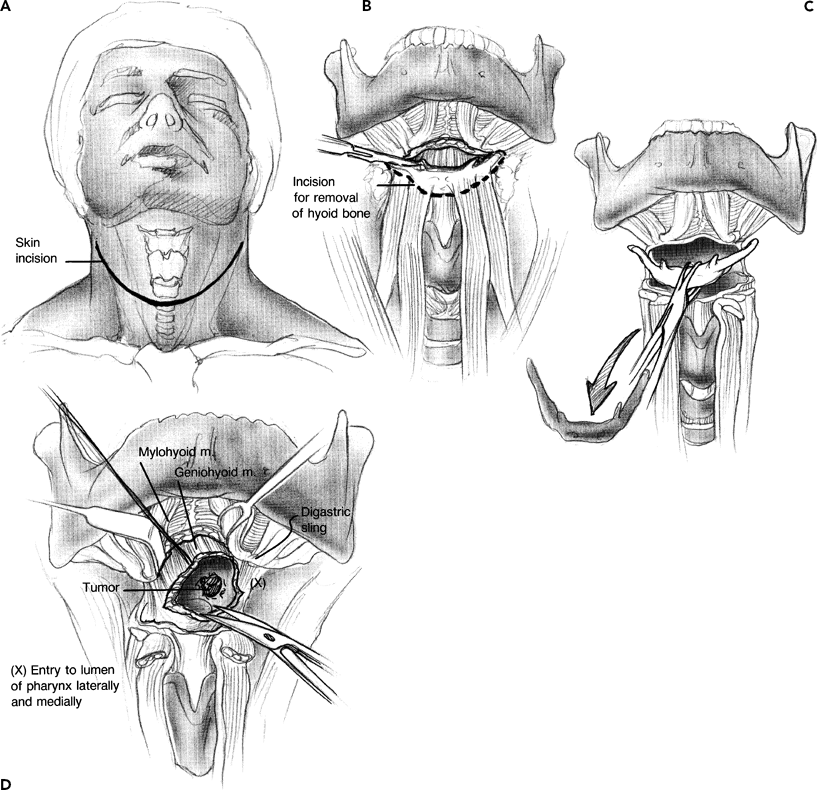 A
B
C
Skin
incision
Incision
for removal
of hyoid bone
Mylohyoid m.
Geniohyoid m.
Digastric
sling
Tumor
(X)
(X) Entry to lumen
of pharynx laterally
and medially
D